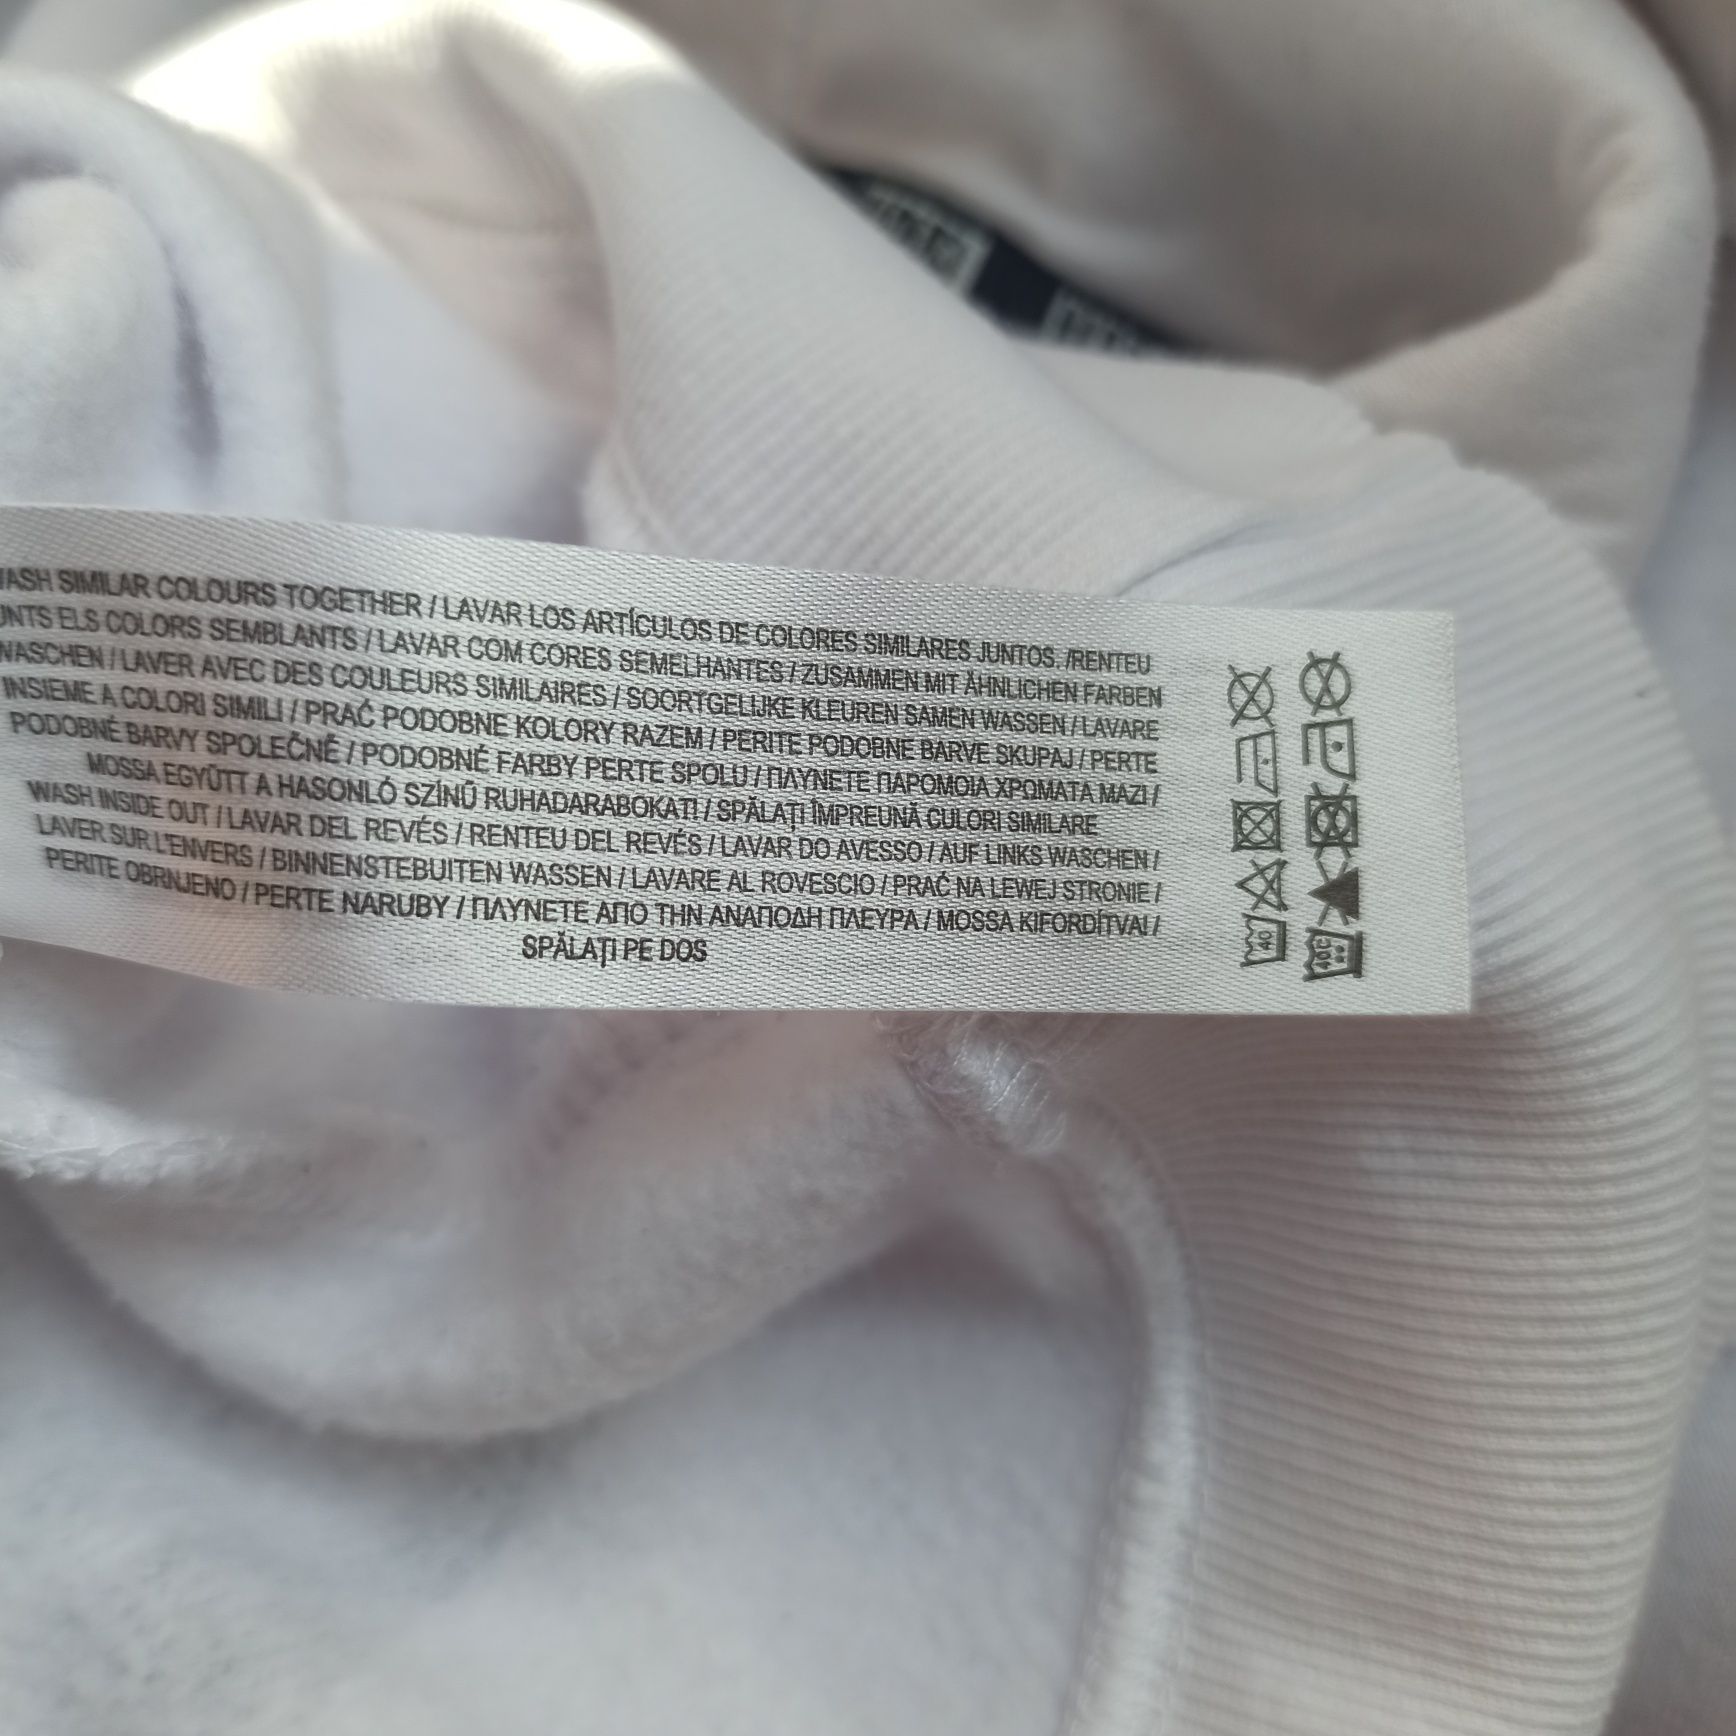 SIMILAR COLOURS TOGETHER / LAVAR LOS ARTÍCULOS DE COLORES SIMILARES JUNTOS. /RENTEU
ELS COLORS SEMBLANTS / LAVAR COM CORES SEMELHANTES / ZUSAMMEN MIT ÄHNLICHEN FARBEN
WASCHEN / LAVER AVEC DES COULEURS SIMILAIRES / SOORTGELIJKE KLEUREN SAMEN WASSEN / LAVARE
INSIEME A COLORI SIMILI / PRAĆ PODOBNE KOLORY RAZEM / PERITE PODOBNE BARVE SKUPAJ / PERTE
PODOBNÉ BARVY SPOLEČNĚ / PODOBNÉ FARBY PERTE SPOLU / ΠΛΥΝΕΤΕ ΠΑΡΟΜΟΙΑ ΧΡΩΜΑΤΑ ΜΑΖΙ /
MOSSA EGYÜTT A HASONLÓ SZÍNŰ RUHADARABOKATI / SPĂLAȚI ÎMPREUNĂ CULORI SIMILARE
WASH INSIDE OUT / LAVAR DEL REVÉS / RENTEU DEL REVÉS / LAVAR DO AVESSO / AUF LINKS WASCHEN /
LAVER SUR L'ENVERS / BINNENSTEBUITEN WASSEN / LAVARE AL ROVESCIO / PRAĆ NA LEWEJ STRONIE /
PERITE OBRNJENO / PERTE NARUBY / ΠΛΥΝΕΤΕ ΑΠΟ ΤΗΝ ΑΝΑΠΟΔΗ ΠΛΕΥΡΑ / MOSSA KIFORDÍTVA! /
SPĂLAȚI PE DOS
40
40C